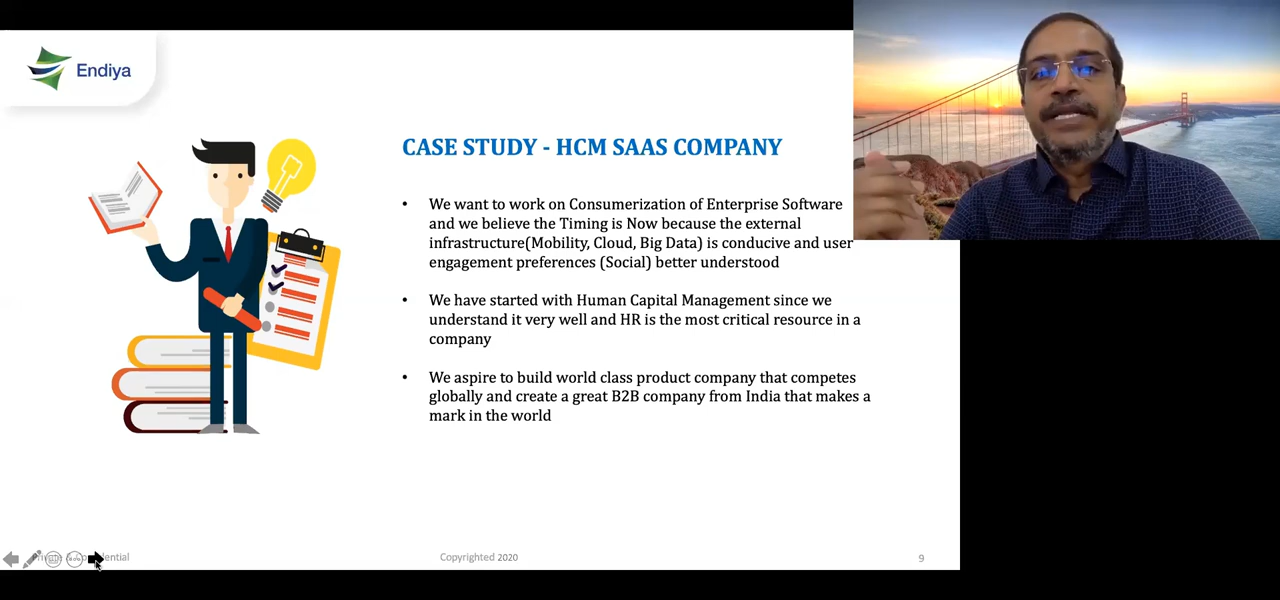 Endiya
CASE STUDY - HCM SAAS COMPANY
• We want to work on Consumerization of Enterprise Software
and we believe the Timing is Now because the external
infrastructure(Mobility, Cloud, Big Data) is conducive and user
engagement preferences (Social) better understood
• We have started with Human Capital Management since we
understand it very well and HR is the most critical resource in a
company
• We aspire to build world class product company that competes
globally and create a great B2B company from India that makes a
mark in the world
Copyrighted 2020
9